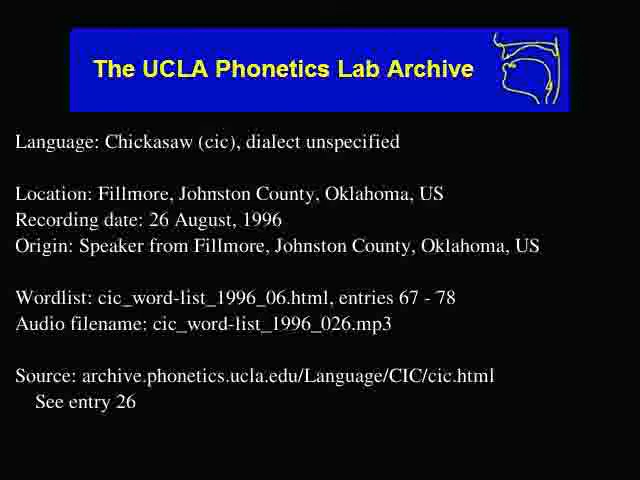 The UCLA Phonetics Lab Archive
Language: Chickasaw (cic), dialect unspecified
Location: Fillmore, Johnston County, Oklahoma, US
Recording date: 26 August, 1996
Origin: Speaker from Fillmore, Johnston County, Oklahoma, US
Wordlist: cic_word-list_1996_06.html, entries 67 - 78
Audio filename: cic_word-list_1996_026.mp3
Source: archive.phonetics.ucla.edu/Language/CIC/cic.html
See entry 26